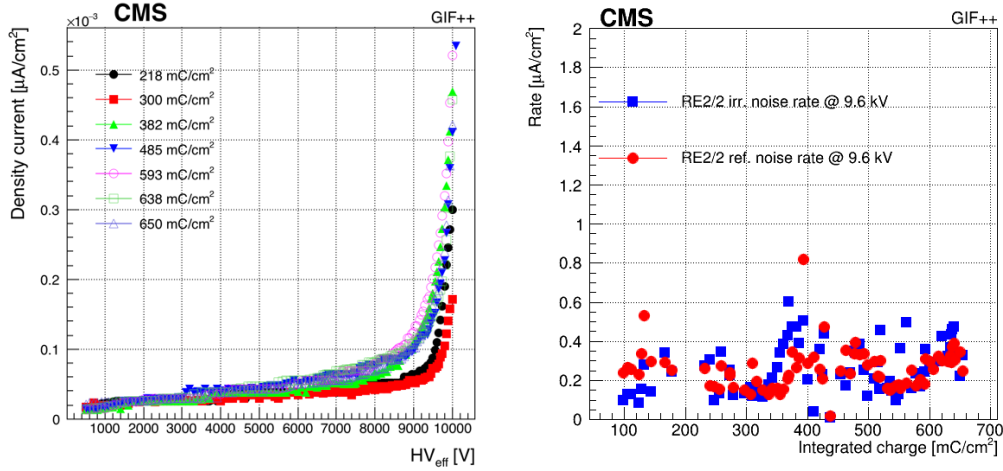 CMS
GIF++
×10⁻³
Density current [μA/cm²]
0.5
0.4
0.3
0.2
0.1
0
218 mC/cm²
300 mC/cm²
382 mC/cm²
485 mC/cm²
593 mC/cm²
638 mC/cm²
650 mC/cm²
1000 2000 3000 4000 5000 6000 7000 8000 9000 10000
HV_eff [V]
CMS
GIF++
Rate [μA/cm²]
2
1.8
1.6
1.4
1.2
1
0.8
0.6
0.4
0.2
0
RE2/2 irr. noise rate @ 9.6 kV
RE2/2 ref. noise rate @ 9.6 kV
100 200 300 400 500 600 700
Integrated charge [mC/cm²]